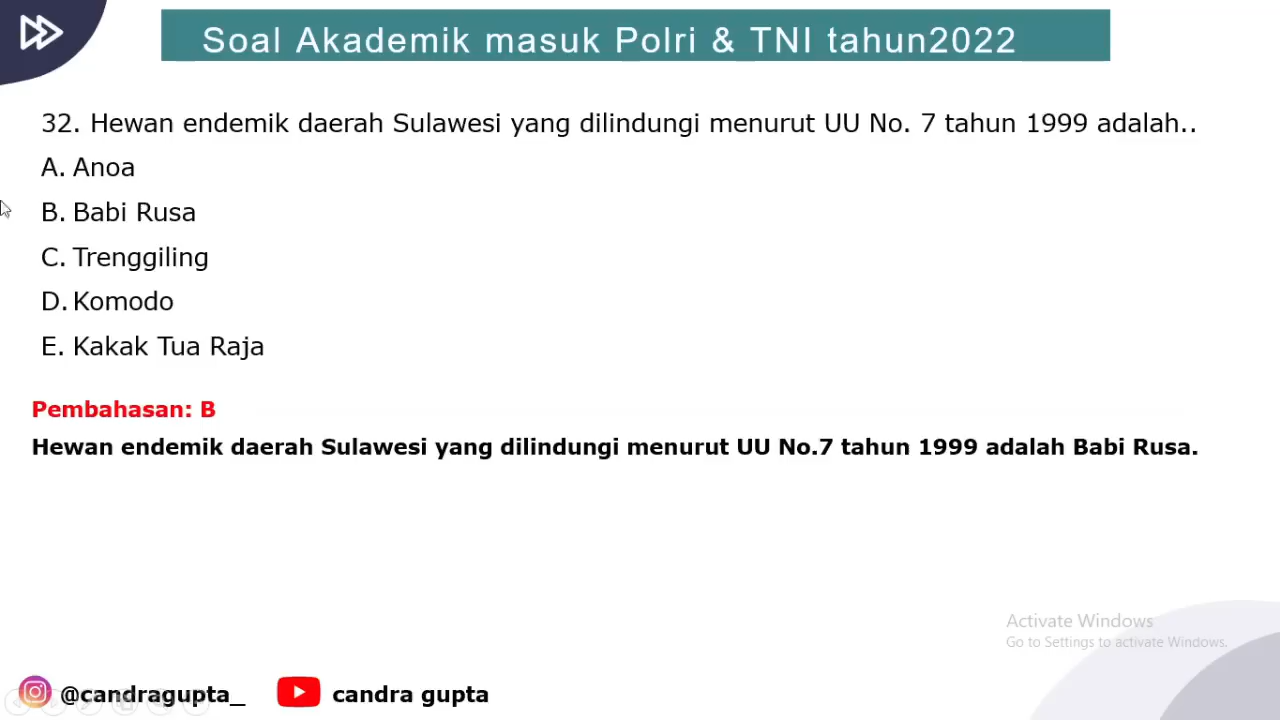 Soal Akademik masuk Polri & TNI tahun2022
32. Hewan endemik daerah Sulawesi yang dilindungi menurut UU No. 7 tahun 1999 adalah..
A. Anoa
B. Babi Rusa
C. Trenggiling
D. Komodo
E. Kakak Tua Raja
Pembahasan: B
Hewan endemik daerah Sulawesi yang dilindungi menurut UU No.7 tahun 1999 adalah Babi Rusa.
Activate Windows
Go to Settings to activate Windows.
@candragupta_ candra gupta